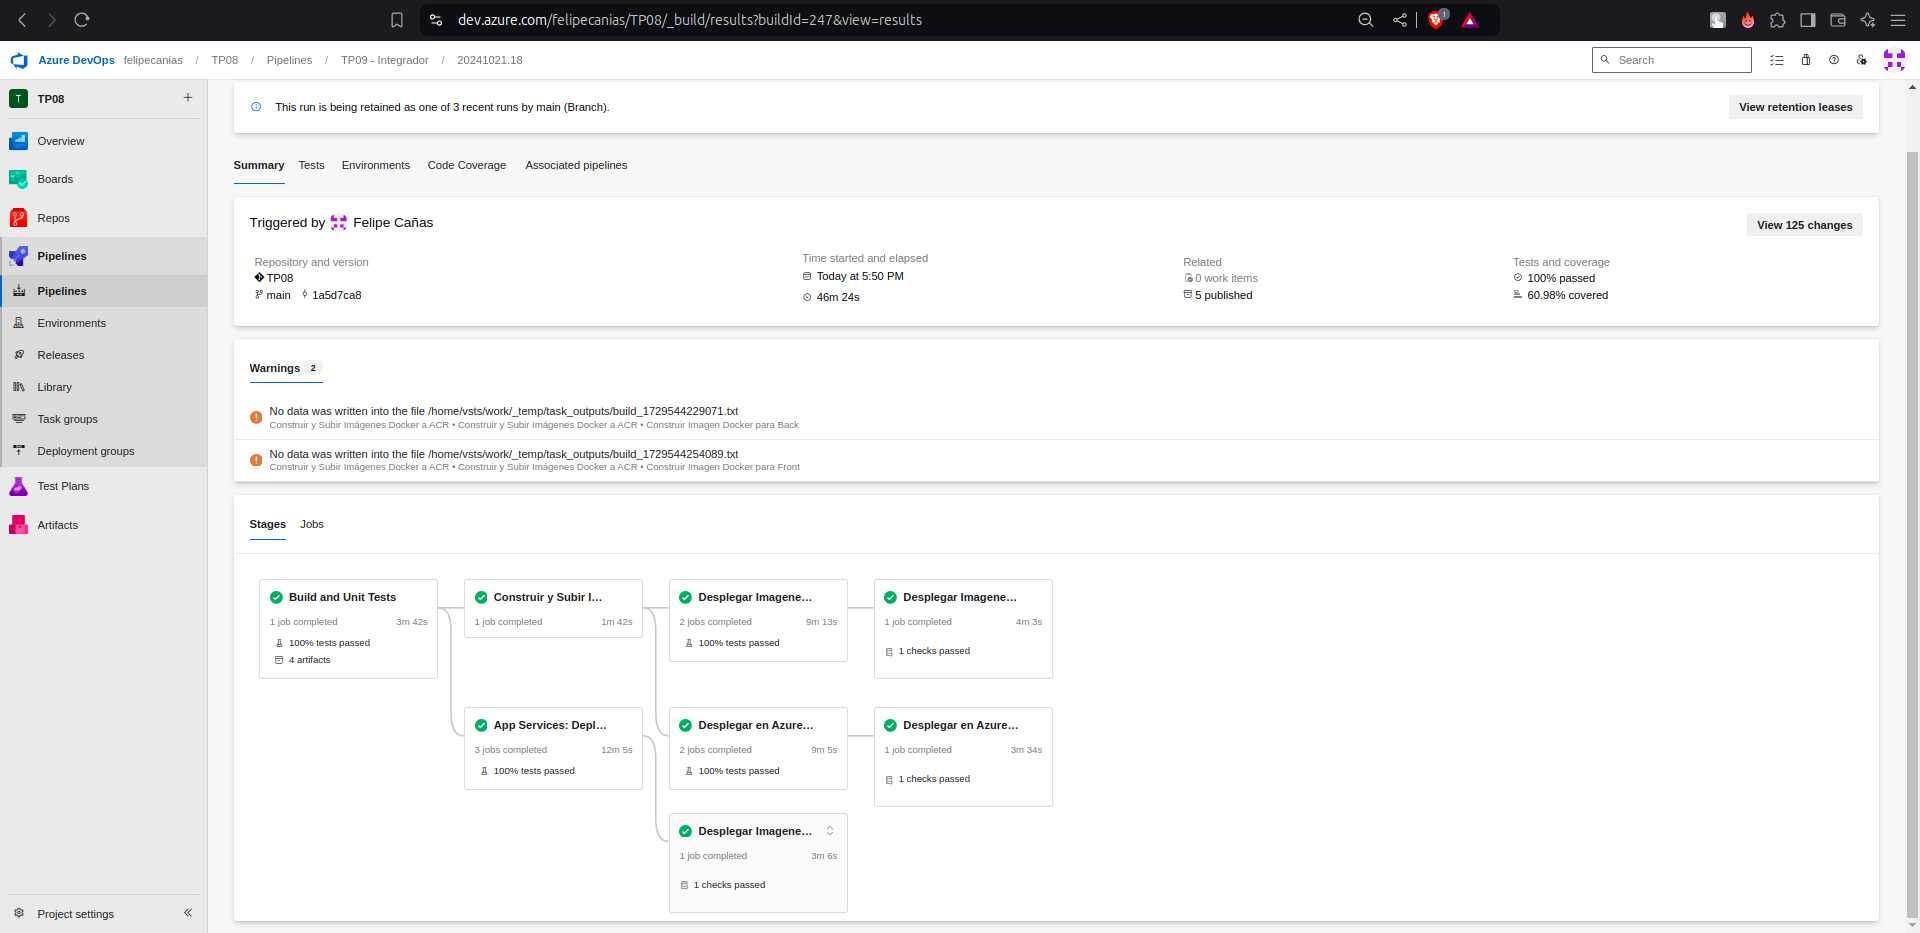 dev.azure.com/felipecanias/TP08/_build/results?buildId=247&view=results
1
Azure DevOps felipecanias / TP08 / Pipelines / TP09 - Integrador / 20241021.18
Search
T TP08 +
Overview
Boards
Repos
Pipelines
Pipelines
Environments
Releases
Library
Task groups
Deployment groups
Test Plans
Artifacts
Project settings
This run is being retained as one of 3 recent runs by main (Branch).
View retention leases
Summary Tests Environments Code Coverage Associated pipelines
Triggered by Felipe Cañas
View 125 changes
Repository and version
TP08
main 1a5d7ca8
Time started and elapsed
Today at 5:50 PM
46m 24s
Related
0 work items
5 published
Tests and coverage
100% passed
60.98% covered
Warnings 2
No data was written into the file /home/vsts/work/_temp/task_outputs/build_1729544229071.txt
Construir y Subir Imágenes Docker a ACR • Construir y Subir Imágenes Docker a ACR • Construir Imagen Docker para Back
No data was written into the file /home/vsts/work/_temp/task_outputs/build_1729544254089.txt
Construir y Subir Imágenes Docker a ACR • Construir y Subir Imágenes Docker a ACR • Construir Imagen Docker para Front
Stages Jobs
Build and Unit Tests
1 job completed 3m 42s
100% tests passed
4 artifacts
Construir y Subir I...
1 job completed 1m 42s
Desplegar Imagene...
2 jobs completed 9m 13s
100% tests passed
Desplegar Imagene...
1 job completed 4m 3s
1 checks passed
App Services: Depl...
3 jobs completed 12m 5s
100% tests passed
Desplegar en Azure...
2 jobs completed 9m 5s
100% tests passed
Desplegar en Azure...
1 job completed 3m 34s
1 checks passed
Desplegar Imagene...
1 job completed 3m 6s
1 checks passed